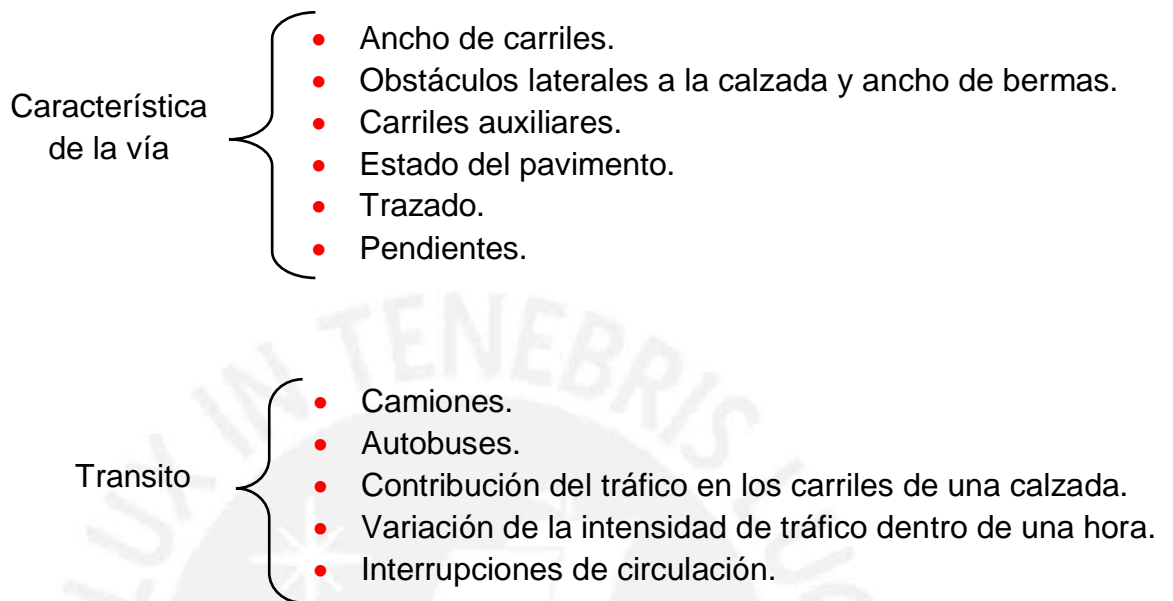 Característica
de la vía
Ancho de carriles.
Obstáculos laterales a la calzada y ancho de bermas.
Carriles auxiliares.
Estado del pavimento.
Trazado.
Pendientes.
Transito
Camiones.
Autobuses.
Contribución del tráfico en los carriles de una calzada.
Variación de la intensidad de tráfico dentro de una hora.
Interrupciones de circulación.
LUX IN TENEBRIS